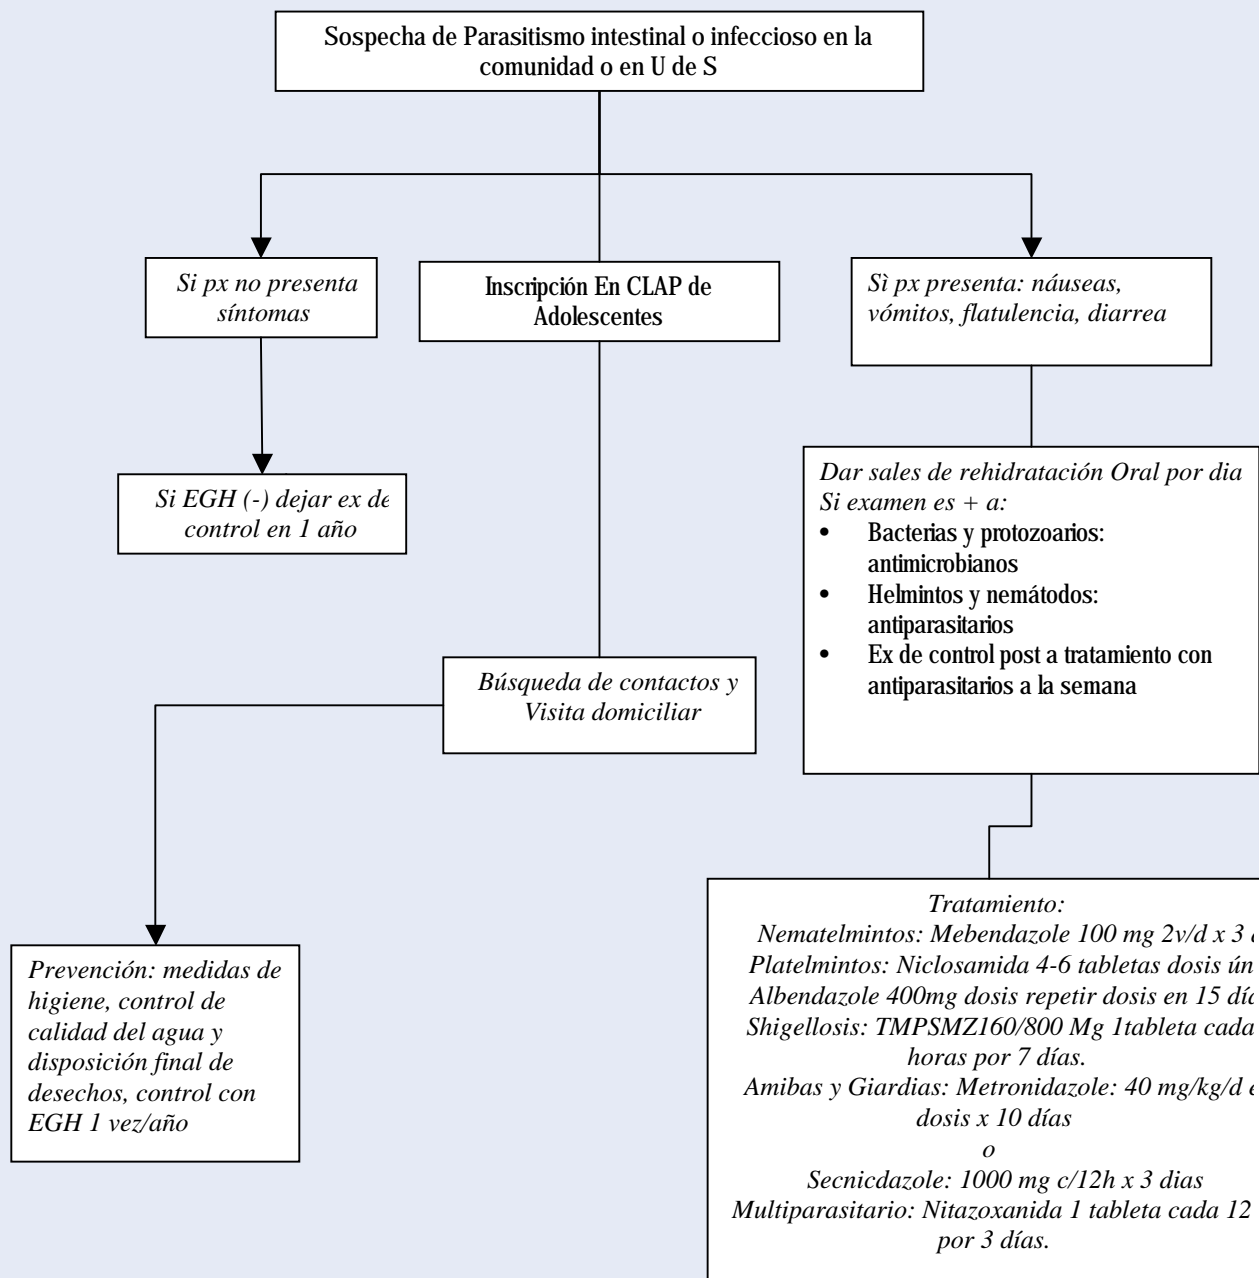 Sospecha de Parasitismo intestinal o infeccioso en la
comunidad o en U de S
Si px no presenta
síntomas
Inscripción En CLAP de
Adolescentes
Sì px presenta: náuseas,
vómitos, flatulencia, diarrea
Si EGH (-) dejar ex de
control en 1 año
Dar sales de rehidratación Oral por dia
Si examen es + a:
• Bacterias y protozoarios:
antimicrobianos
• Helmintos y nemátodos:
antiparasitarios
• Ex de control post a tratamiento con
antiparasitarios a la semana
Búsqueda de contactos y
Visita domiciliar
Prevención: medidas de
higiene, control de
calidad del agua y
disposición final de
desechos, control con
EGH 1 vez/año
Tratamiento:
Nematelmintos: Mebendazole 100 mg 2v/d x 3
Platelmintos: Niclosamida 4-6 tabletas dosis
Albendazole 400mg dosis repetir dosis en 15
Shigellosis: TMPSMZ160/800 Mg 1tableta cada
horas por 7 días.
Amibas y Giardias: Metronidazole: 40 mg/kg/d
dosis x 10 días
o
Secnicdazole: 1000 mg c/12h x 3 dias
Multiparasitario: Nitazoxanida 1 tableta cada 12
por 3 días.